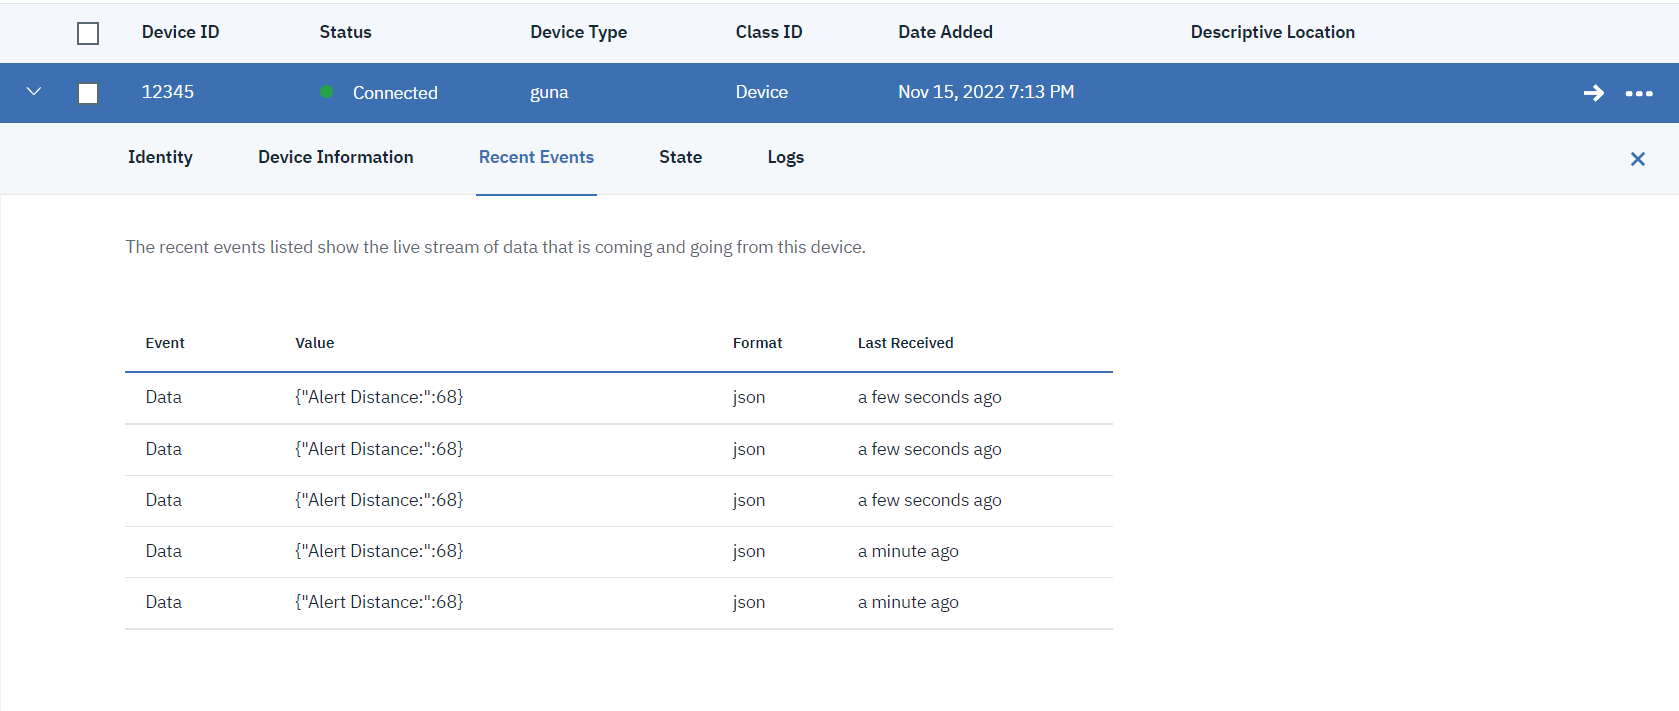 Device ID Status Device Type Class ID Date Added Descriptive Location
12345 Connected guna Device Nov 15, 2022 7:13 PM
Identity Device Information Recent Events State Logs
The recent events listed show the live stream of data that is coming and going from this device.
Event Value Format Last Received
Data {"Alert Distance:":68} json a few seconds ago
Data {"Alert Distance:":68} json a few seconds ago
Data {"Alert Distance:":68} json a few seconds ago
Data {"Alert Distance:":68} json a minute ago
Data {"Alert Distance:":68} json a minute ago